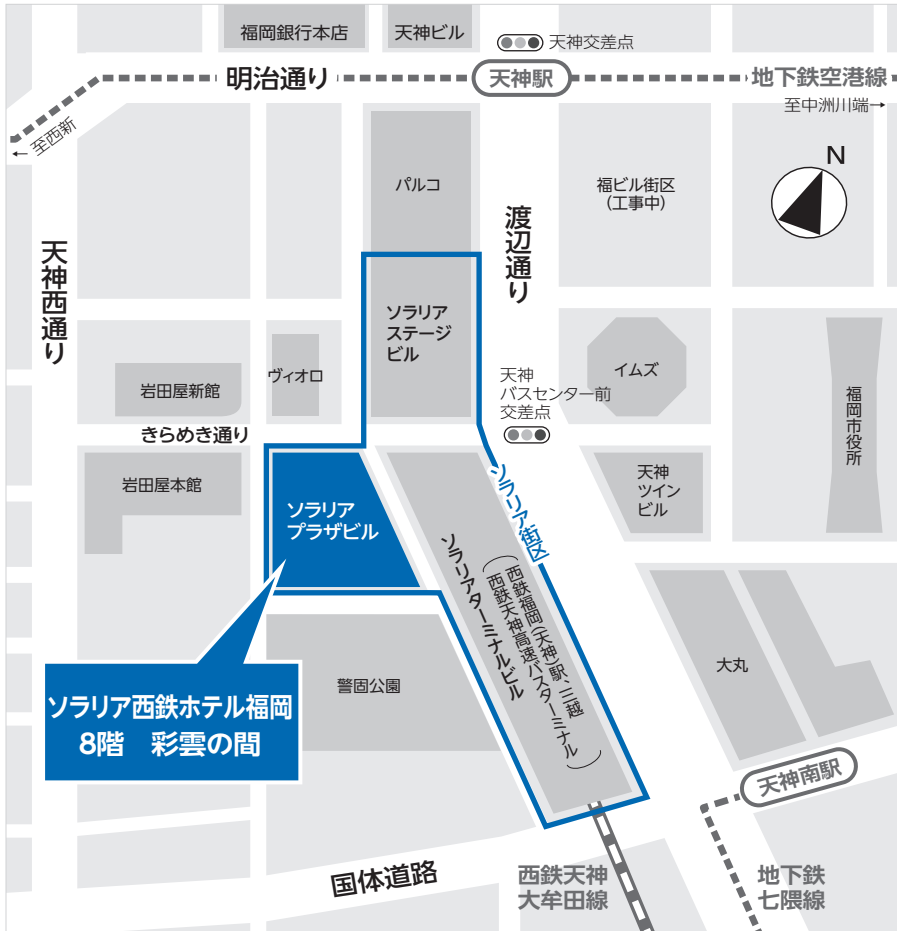 福岡銀行本店
天神ビル
天神交差点
明治通り
天神駅
地下鉄空港線
至中洲川端→
←至西新
N
パルコ
福ビル街区
(工事中)
渡辺通り
天神西通り
ソラリア
ステージ
ビル
ヴィオロ
岩田屋新館
イムズ
天神
バスセンター前
交差点
福岡市役所
きらめき通り
岩田屋本館
ソラリア
プラザビル
ソラリア街区
天神
ツイン
ビル
ソラリアターミナルビル
(西鉄福岡(天神)駅、三越
西鉄天神高速バスターミナル)
警固公園
大丸
ソラリア西鉄ホテル福岡
8階　彩雲の間
天神南駅
国体道路
西鉄天神
大牟田線
地下鉄
七隈線